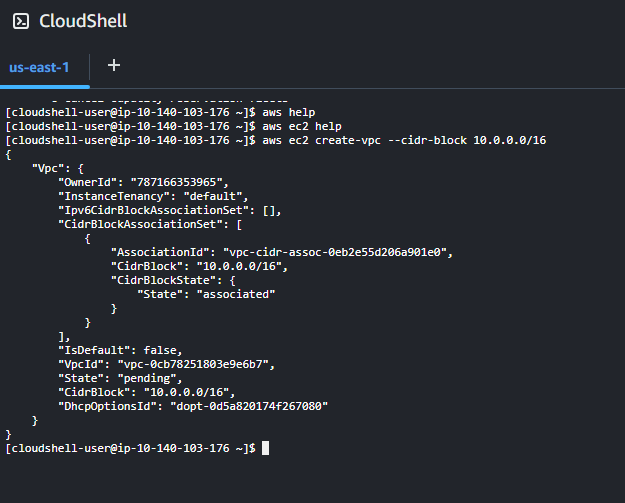 CloudShell
us-east-1
+
[cloudshell-user@ip-10-140-103-176 ~]$ aws help
[cloudshell-user@ip-10-140-103-176 ~]$ aws ec2 help
[cloudshell-user@ip-10-140-103-176 ~]$ aws ec2 create-vpc --cidr-block 10.0.0.0/16
{
    "Vpc": {
        "OwnerId": "787166353965",
        "InstanceTenancy": "default",
        "Ipv6CidrBlockAssociationSet": [],
        "CidrBlockAssociationSet": [
            {
                "AssociationId": "vpc-cidr-assoc-0eb2e55d206a901e0",
                "CidrBlock": "10.0.0.0/16",
                "CidrBlockState": {
                    "State": "associated"
                }
            }
        ],
        "IsDefault": false,
        "VpcId": "vpc-0cb78251803e9e6b7",
        "State": "pending",
        "CidrBlock": "10.0.0.0/16",
        "DhcpOptionsId": "dopt-0d5a820174f267080"
    }
}
[cloudshell-user@ip-10-140-103-176 ~]$